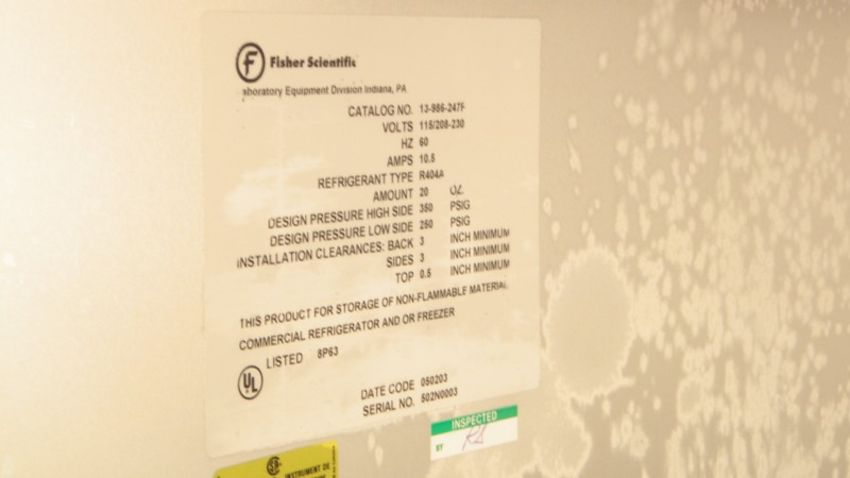 f Fisher Scientific
aboratory Equipment Division Indiana, PA
CATALOG NO. 13-986-247F
VOLTS 115/208-230
HZ 60
AMPS 10.5
REFRIGERANT TYPE R404A
AMOUNT 20 OZ.
DESIGN PRESSURE HIGH SIDE 350 PSIG
DESIGN PRESSURE LOW SIDE 250 PSIG
INSTALLATION CLEARANCES: BACK 3 INCH MINIMUM
SIDES 3 INCH MINIMUM
TOP 0.5 INCH MINIMUM
THIS PRODUCT FOR STORAGE OF NON-FLAMMABLE MATERIAL
COMMERCIAL REFRIGERATOR AND OR FREEZER
UL LISTED 8P63
DATE CODE 050203
SERIAL NO. 502N0003
INSPECTED
BY
INSTRUMENT DE